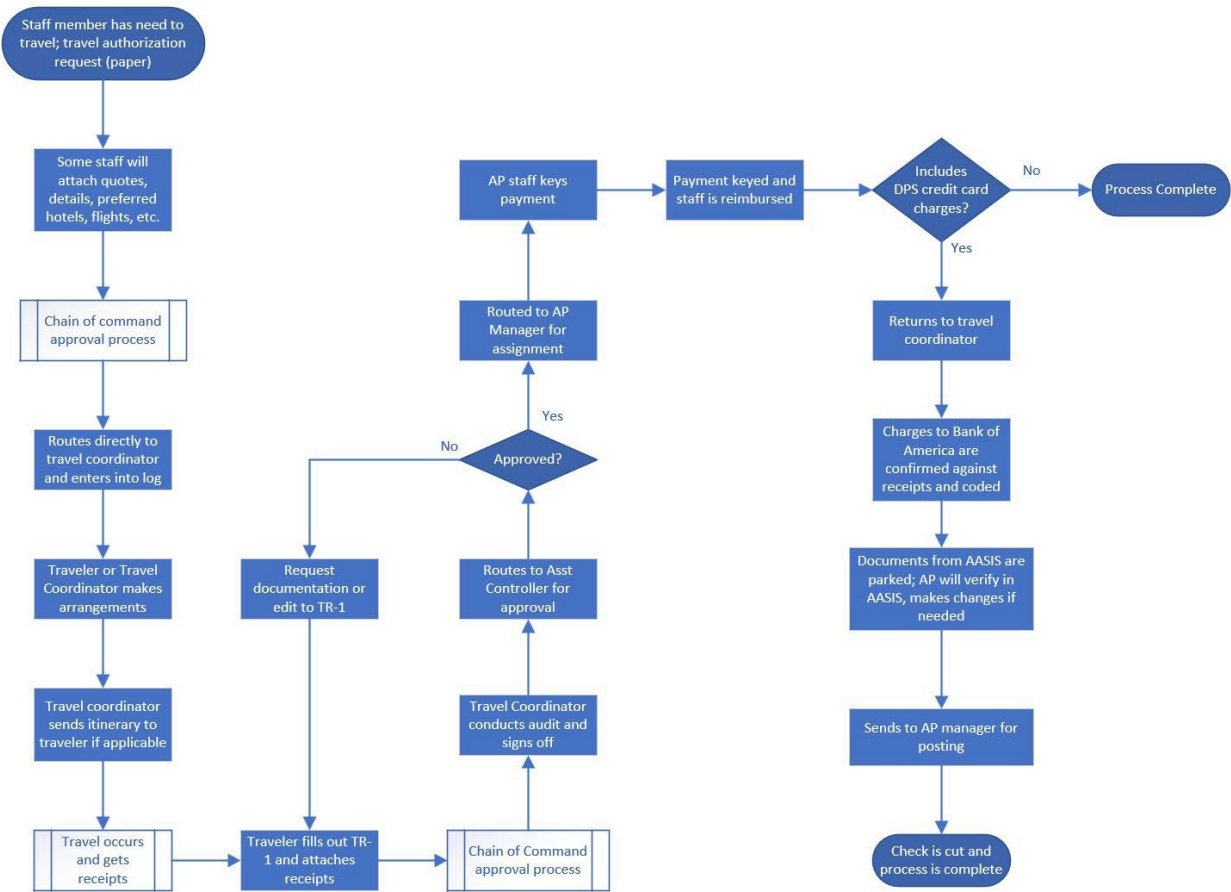 Staff member has need to
travel; travel authorization
request (paper)
Some staff will
attach quotes,
details, preferred
hotels, flights, etc.
Chain of command
approval process
Routes directly to
travel coordinator
and enters into log
Traveler or Travel
Coordinator makes
arrangements
Travel coordinator
sends itinerary to
traveler if applicable
Travel occurs
and gets
receipts
Traveler fills out TR-
1 and attaches
receipts
Request
documentation or
edit to TR-1
Chain of Command
approval process
Travel Coordinator
conducts audit and
signs off
Routes to Asst
Controller for
approval
Approved?
No
Yes
Routed to AP
Manager for
assignment
AP staff keys
payment
Payment keyed and
staff is reimbursed
Includes
DPS credit card
charges?
No
Process Complete
Yes
Returns to travel
coordinator
Charges to Bank of
America are
confirmed against
receipts and coded
Documents from AASIS are
parked; AP will verify in
AASIS, makes changes if
needed
Sends to AP manager for
posting
Check is cut and
process is complete